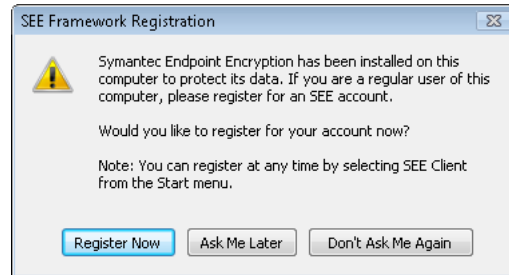 SEE Framework Registration
Symantec Endpoint Encryption has been installed on this
computer to protect its data. If you are a regular user of this
computer, please register for an SEE account.
Would you like to register for your account now?
Note: You can register at any time by selecting SEE Client
from the Start menu.
Register Now
Ask Me Later
Don't Ask Me Again